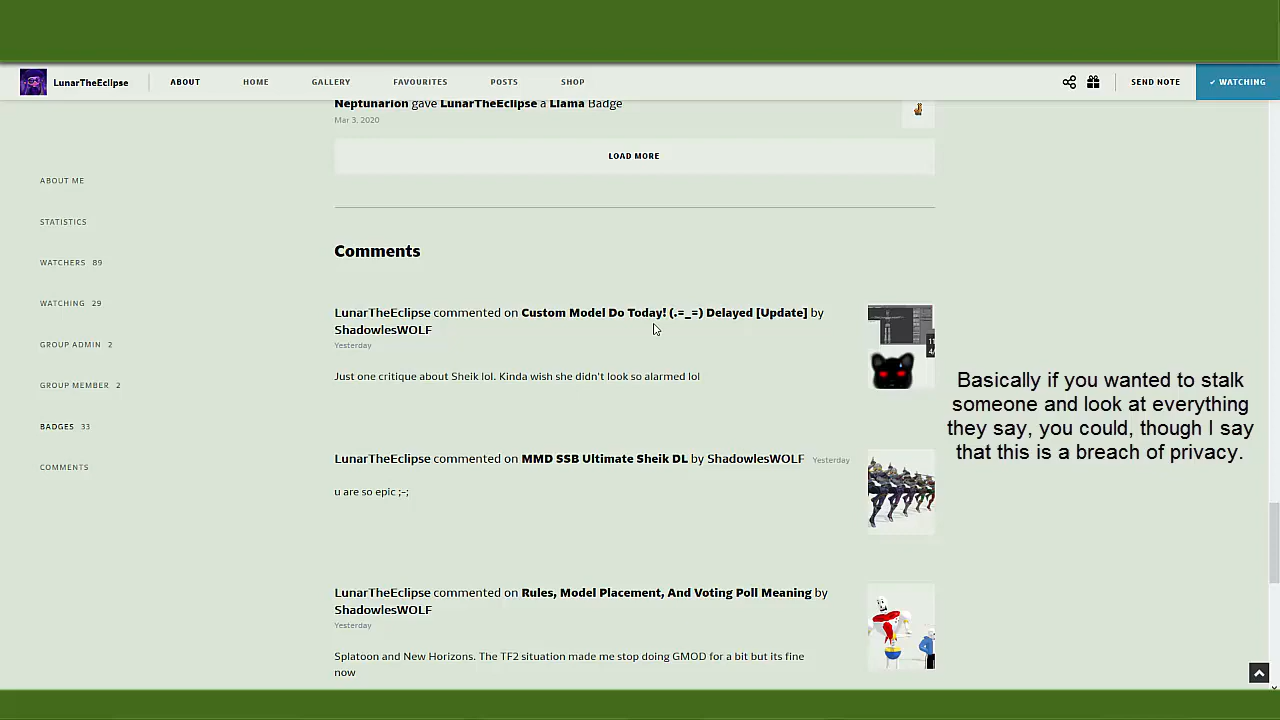 LunarTheEclipse ABOUT HOME GALLERY FAVOURITES POSTS SHOP SEND NOTE ✓ WATCHING
Neptunarion gave LunarTheEclipse a Llama Badge
Mar 3, 2020
LOAD MORE
ABOUT ME
STATISTICS
WATCHERS 89
WATCHING 29
GROUP ADMIN 2
GROUP MEMBER 2
BADGES 33
COMMENTS
Comments
LunarTheEclipse commented on Custom Model Do Today! (.=_=) Delayed [Update] by
ShadowlesWOLF
Yesterday
Just one critique about Sheik lol. Kinda wish she didn't look so alarmed lol
LunarTheEclipse commented on MMD SSB Ultimate Sheik DL by ShadowlesWOLF Yesterday
u are so epic ;-;
LunarTheEclipse commented on Rules, Model Placement, And Voting Poll Meaning by
ShadowlesWOLF
Yesterday
Splatoon and New Horizons. The TF2 situation made me stop doing GMOD for a bit but its fine
now
Basically if you wanted to stalk
someone and look at everything
they say, you could, though I say
that this is a breach of privacy.